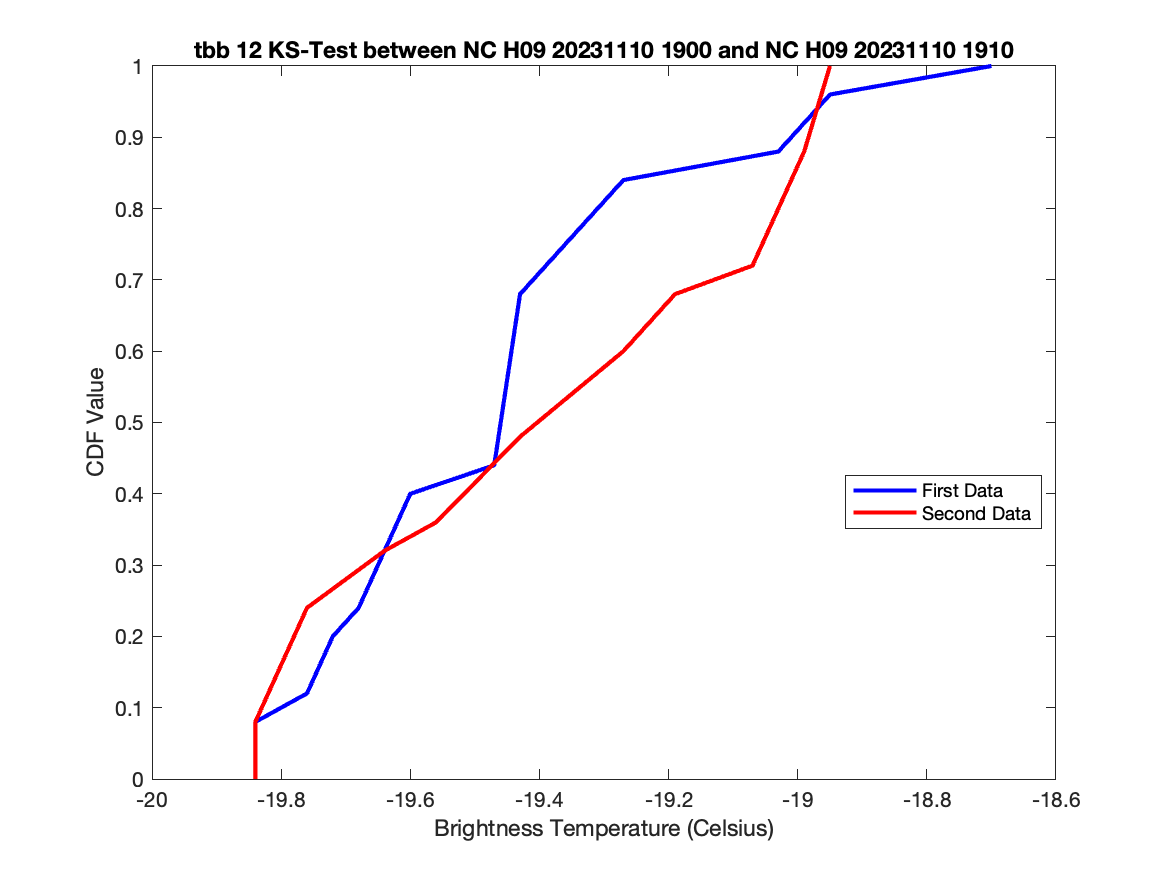 tbb 12 KS-Test between NC H09 20231110 1900 and NC H09 20231110 1910
1
0.9
0.8
0.7
0.6
0.5
0.4
0.3
0.2
0.1
0
CDF Value
First Data
Second Data
-20 -19.8 -19.6 -19.4 -19.2 -19 -18.8 -18.6
Brightness Temperature (Celsius)